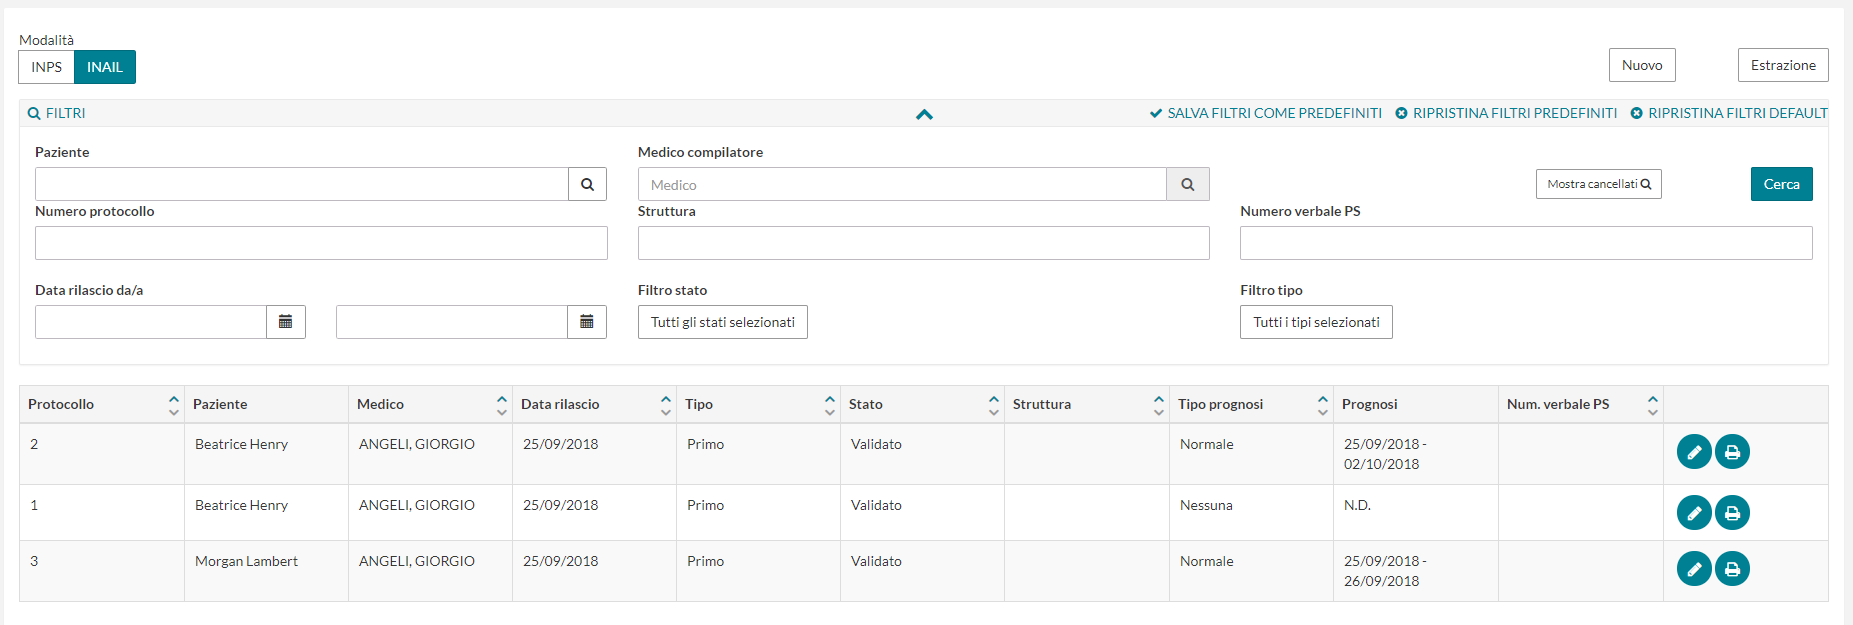 Modalità
INPS INAIL Nuovo Estrazione
FILTRI SALVA FILTRI COME PREDEFINITI RIPRISTINA FILTRI PREDEFINITI RIPRISTINA FILTRI DEFAULT
Paziente Medico compilatore
Medico Mostra cancellati Cerca
Numero protocollo Struttura Numero verbale PS
Data rilascio da/a Filtro stato Filtro tipo
Tutti gli stati selezionati Tutti i tipi selezionati
Protocollo Paziente Medico Data rilascio Tipo Stato Struttura Tipo prognosi Prognosi Num. verbale PS
2 Beatrice Henry ANGELI, GIORGIO 25/09/2018 Primo Validato Normale 25/09/2018 -
02/10/2018
1 Beatrice Henry ANGELI, GIORGIO 25/09/2018 Primo Validato Nessuna N.D.
3 Morgan Lambert ANGELI, GIORGIO 25/09/2018 Primo Validato Normale 25/09/2018 -
26/09/2018